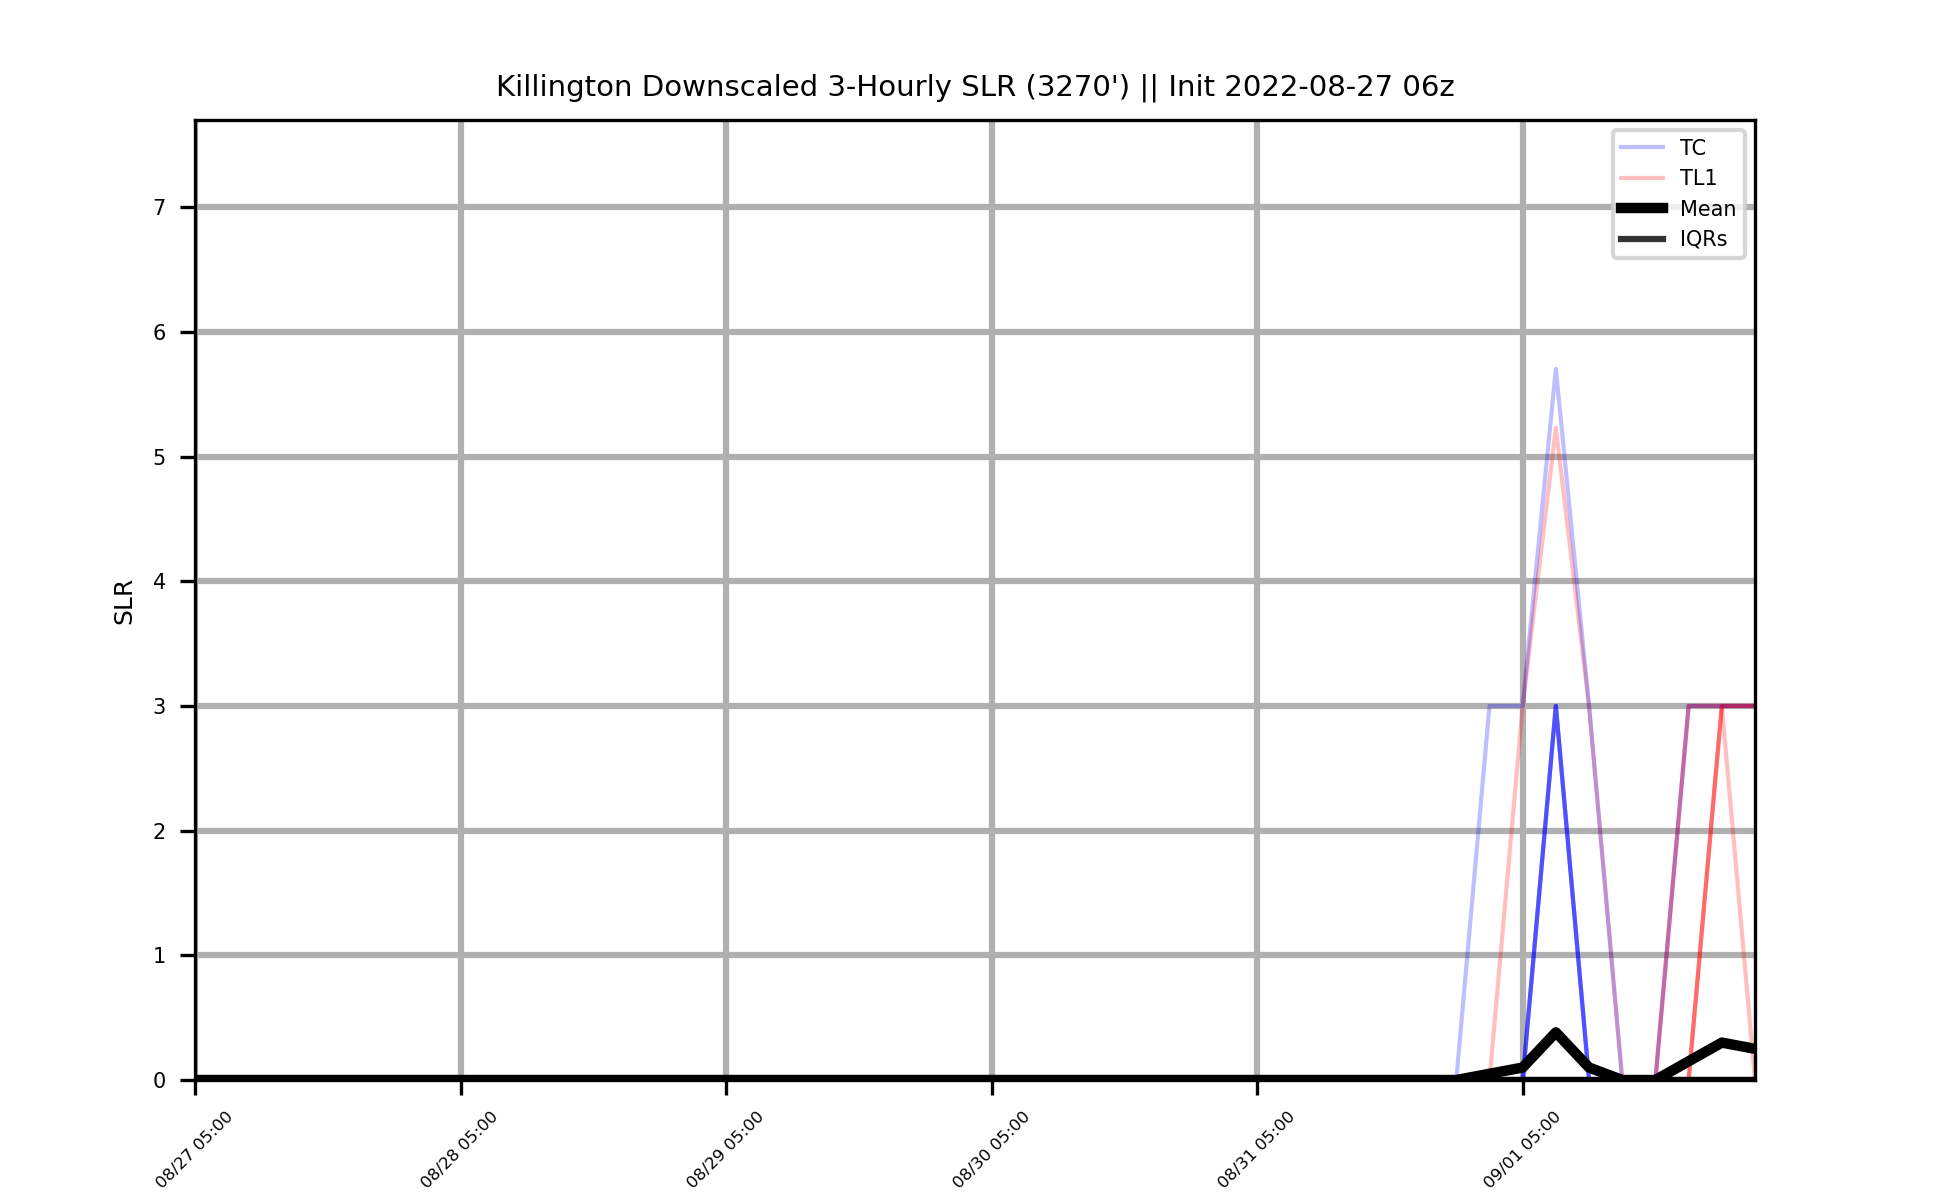 Killington Downscaled 3-Hourly SLR (3270') || Init 2022-08-27 06z
TC
TL1
Mean
IQRs
7
6
5
4
3
2
1
0
SLR
08/27 05:00
08/28 05:00
08/29 05:00
08/30 05:00
08/31 05:00
09/01 05:00